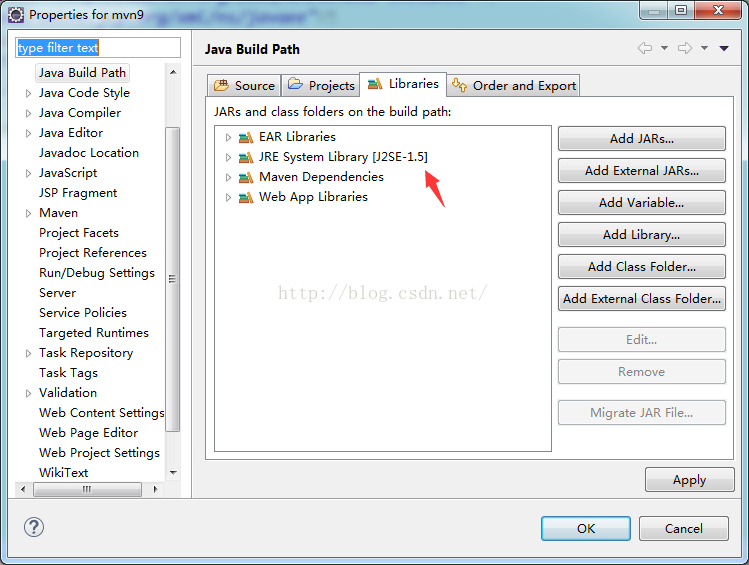 Properties for mvn9
type filter text
Java Build Path
Java Code Style
Java Compiler
Java Editor
Javadoc Location
JavaScript
JSP Fragment
Maven
Project Facets
Project References
Run/Debug Settings
Server
Service Policies
Targeted Runtimes
Task Repository
Task Tags
Validation
Web Content Settings
Web Page Editor
Web Project Settings
WikiText
Java Build Path
Source
Projects
Libraries
Order and Export
JARs and class folders on the build path:
EAR Libraries
JRE System Library [J2SE-1.5]
Maven Dependencies
Web App Libraries
http://blog.csdn.net/
Add JARs...
Add External JARs...
Add Variable...
Add Library...
Add Class Folder...
Add External Class Folder...
Edit...
Remove
Migrate JAR File...
Apply
OK
Cancel